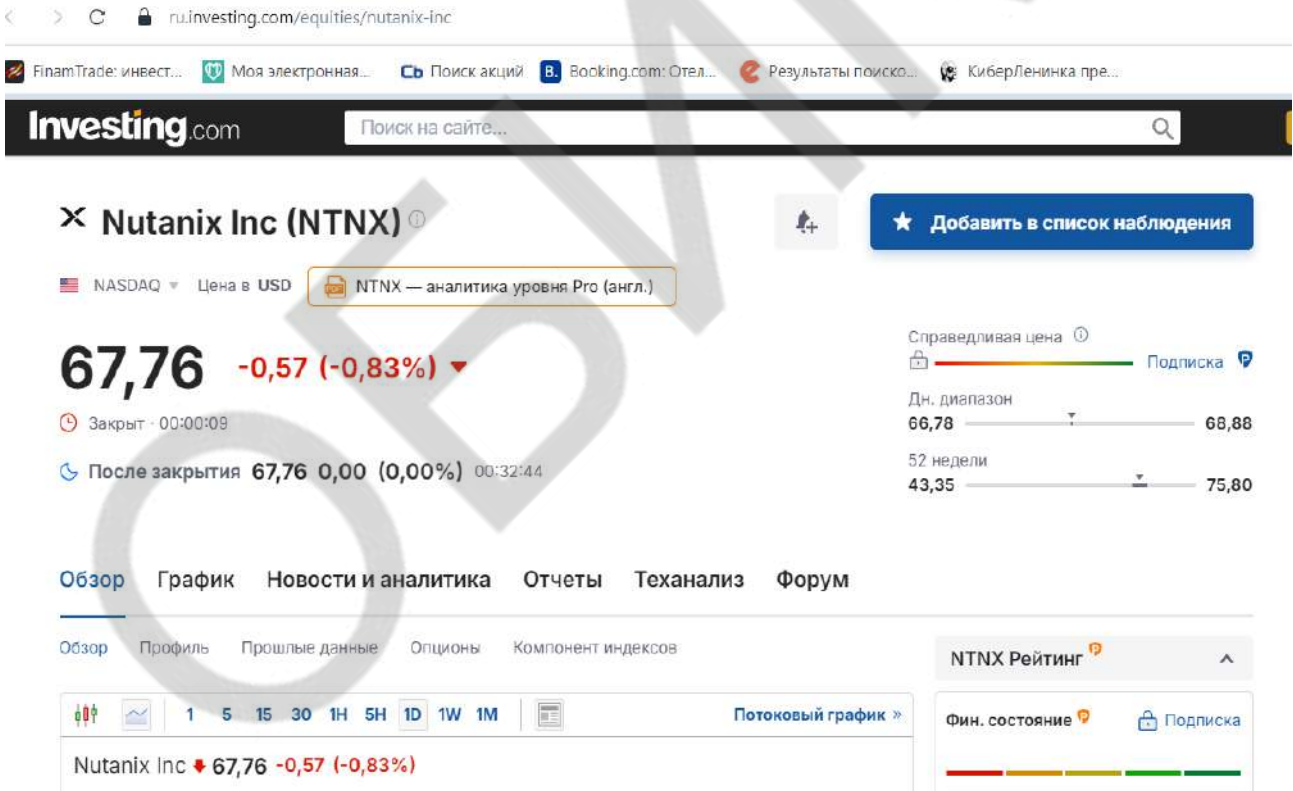 ru.investing.com/equities/nutanix-inc
FinamTrade: инвест... Моя электронная... Сb Поиск акций B. Booking.com: Отел... Результаты поиско... КиберЛенинка пре...
Investing.com Поиск на сайте...
Nutanix Inc (NTNX)
Добавить в список наблюдения
NASDAQ Цена в USD NTNX — аналитика уровня Pro (англ.)
67,76 -0,57 (-0,83%)
Справедливая цена
Подписка
Закрыт · 00:00:09
Дн. диапазон
66,78 68,88
После закрытия 67,76 0,00 (0,00%) 00:32:44
52 недели
43,35 75,80
Обзор График Новости и аналитика Отчеты Теханализ Форум
Обзор Профиль Прошлые данные Опционы Компонент индексов
NTNX Рейтинг
1 5 15 30 1H 5H 1D 1W 1M Потоковый график »
Фин. состояние Подписка
Nutanix Inc 67,76 -0,57 (-0,83%)